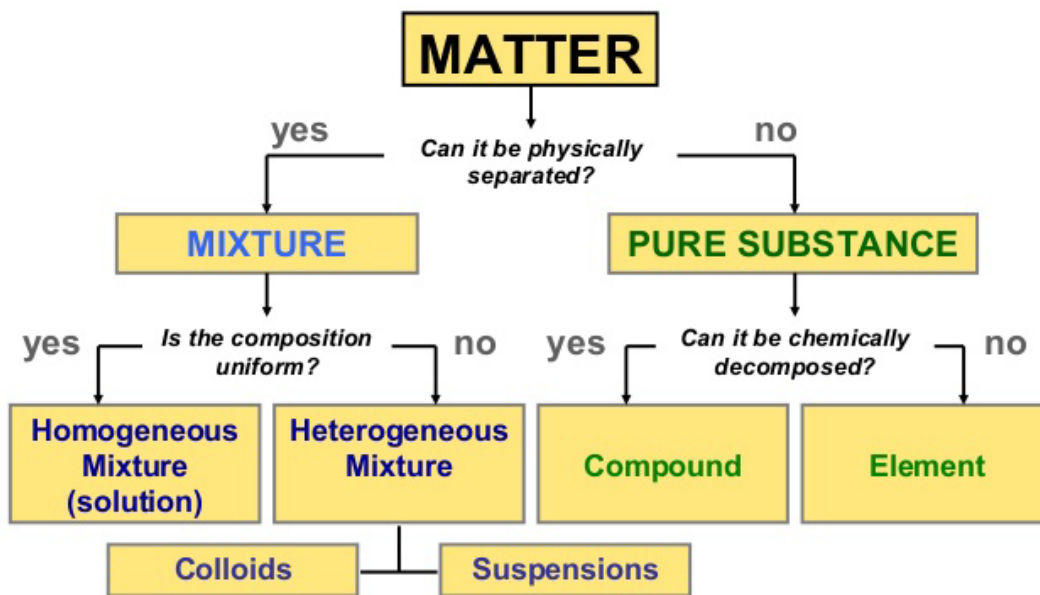 MATTER
yes
no
Can it be physically
separated?
MIXTURE
PURE SUBSTANCE
yes
Is the composition
uniform?
no
yes
Can it be chemically
decomposed?
no
Homogeneous
Mixture
(solution)
Heterogeneous
Mixture
Compound
Element
Colloids
Suspensions